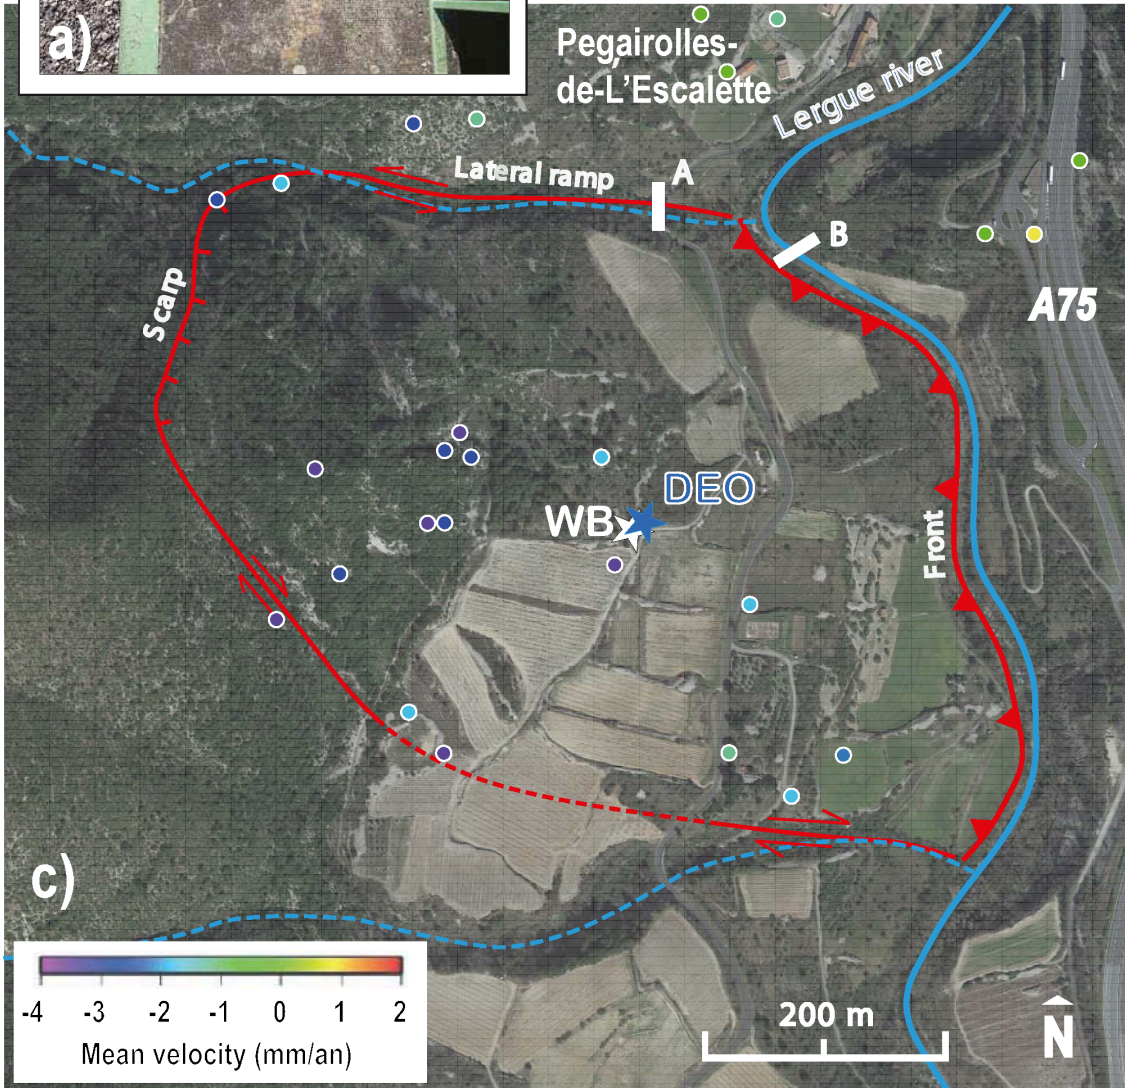 a)
Pegairolles-
de-L'Escalette
Lergue river
Lateral ramp
A
B
A75
Scarp
DEO
WB
Front
c)
-4 -3 -2 -1 0 1 2
Mean velocity (mm/an)
200 m
N